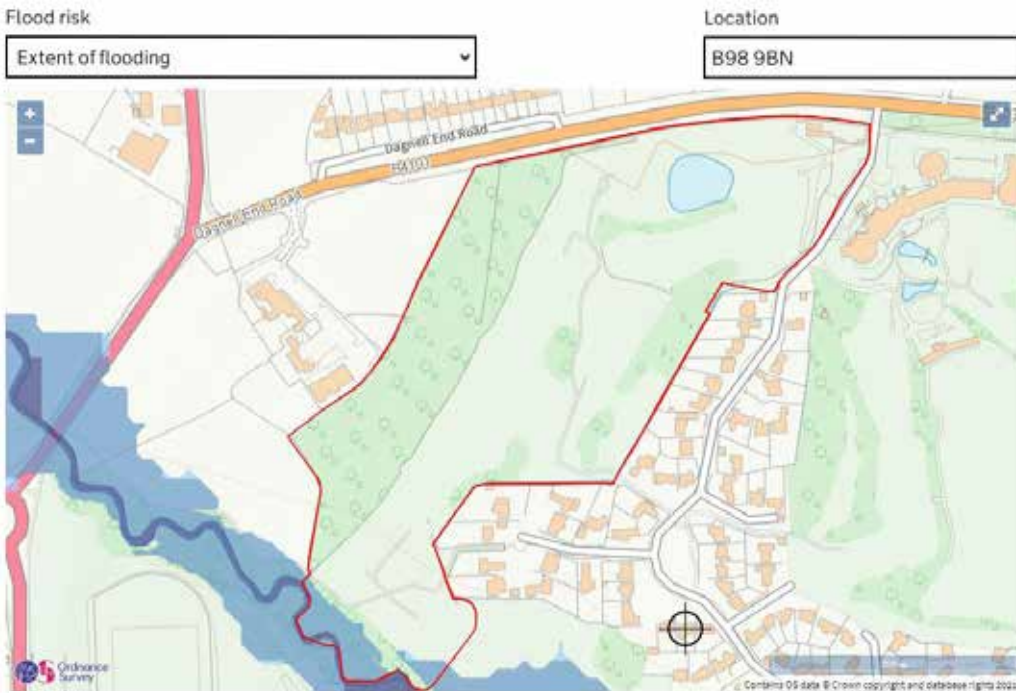 Flood risk
Location
Extent of flooding
B98 9BN
Dagnell End Road
B4101
Dagnell End Road
Ordnance
Survey
Contains OS data © Crown copyright and database rights